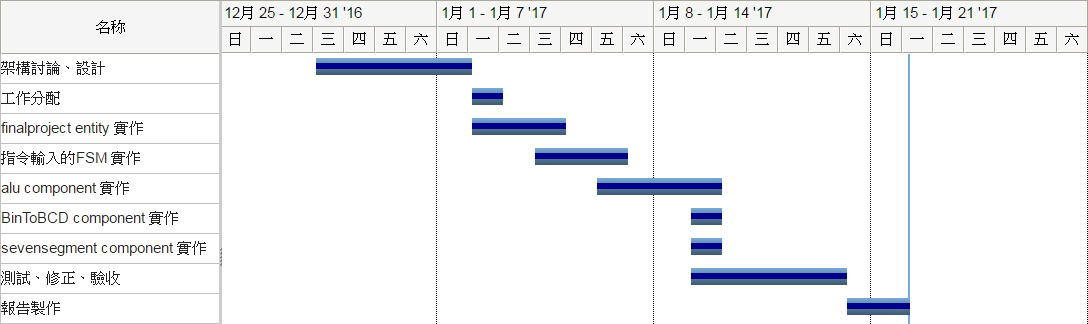 名称
12月 25 - 12月 31 '16
1月 1 - 1月 7 '17
1月 8 - 1月 14 '17
1月 15 - 1月 21 '17
日 一 二 三 四 五 六 日 一 二 三 四 五 六 日 一 二 三 四 五 六 日 一 二 三 四 五 六
架構討論、設計
工作分配
finalproject entity 實作
指令輸入的FSM 實作
alu component 實作
BinToBCD component 實作
sevensegment component 實作
測試、修正、驗收
報告製作